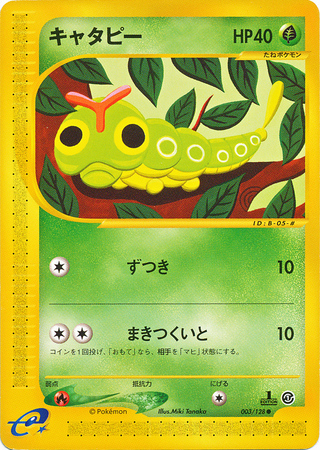 キャタピー HP40
たねポケモン
ID:B-05-#
ずつき 10
まきつくいと 10
コインを1回投げ、「おもて」なら、相手を「マヒ」状態にする。
弱点 抵抗力 にげる
1
EDITION
©Pokémon Illus.Miki Tanaka 003/128●
e